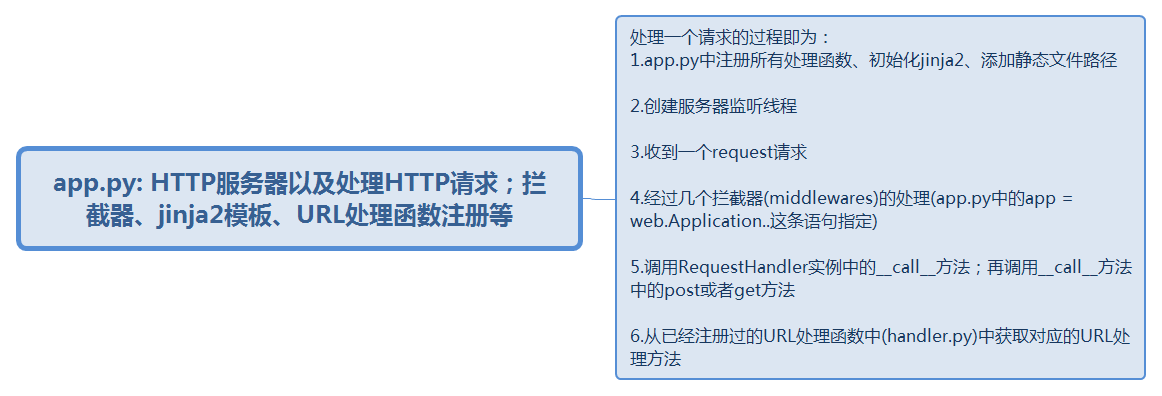 app.py: HTTP服务器以及处理HTTP请求；拦
截器、jinja2模板、URL处理函数注册等
处理一个请求的过程即为：
1.app.py中注册所有处理函数、初始化jinja2、添加静态文件路径
2.创建服务器监听线程
3.收到一个request请求
4.经过几个拦截器(middlewares)的处理(app.py中的app =
web.Application..这条语句指定)
5.调用RequestHandler实例中的__call__方法；再调用__call__方法
中的post或者get方法
6.从已经注册过的URL处理函数中(handler.py)中获取对应的URL处
理方法